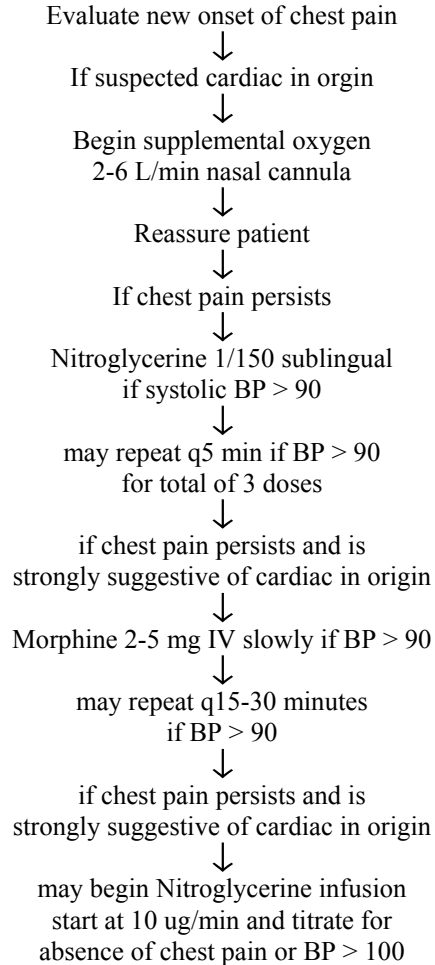 Evaluate new onset of chest pain
If suspected cardiac in orgin
Begin supplemental oxygen
2-6 L/min nasal cannula
Reassure patient
If chest pain persists
Nitroglycerine 1/150 sublingual
if systolic BP > 90
may repeat q5 min if BP > 90
for total of 3 doses
if chest pain persists and is
strongly suggestive of cardiac in origin
Morphine 2-5 mg IV slowly if BP > 90
may repeat q15-30 minutes
if BP > 90
if chest pain persists and is
strongly suggestive of cardiac in origin
may begin Nitroglycerine infusion
start at 10 ug/min and titrate for
absence of chest pain or BP > 100